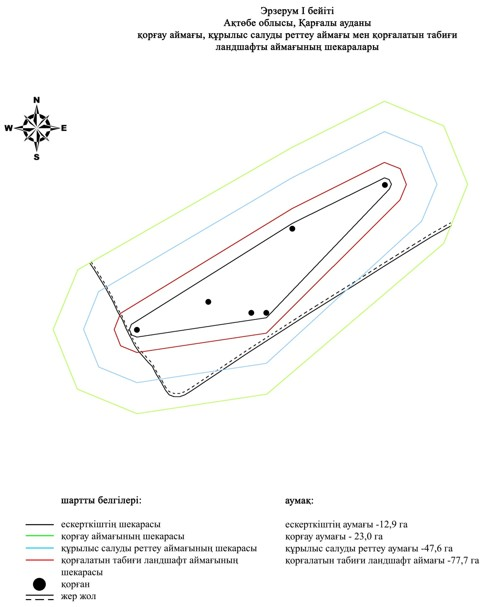 Эрзерум I бейіті
Ақтөбе облысы, Қарғалы ауданы
қорғау аймағы, құрылыс салуды реттеу аймағы мен қорғалатын табиғи
ландшафты аймағының шекаралары
N
W E
S
шартты белгілері:
ескерткіштің шекарасы
қорғау аймағының шекарасы
құрылыс салуды реттеу аймағының шекарасы
қорғалатын табиғи ландшафт аймағының
шекарасы
қорған
жер жол
аумақ:
ескерткіштің аумағы -12,9 га
қорғау аумағы - 23,0 га
құрылыс салуды реттеу аумағы -47,6 га
қорғалатын табиғи ландшафт аймағы -77,7 га